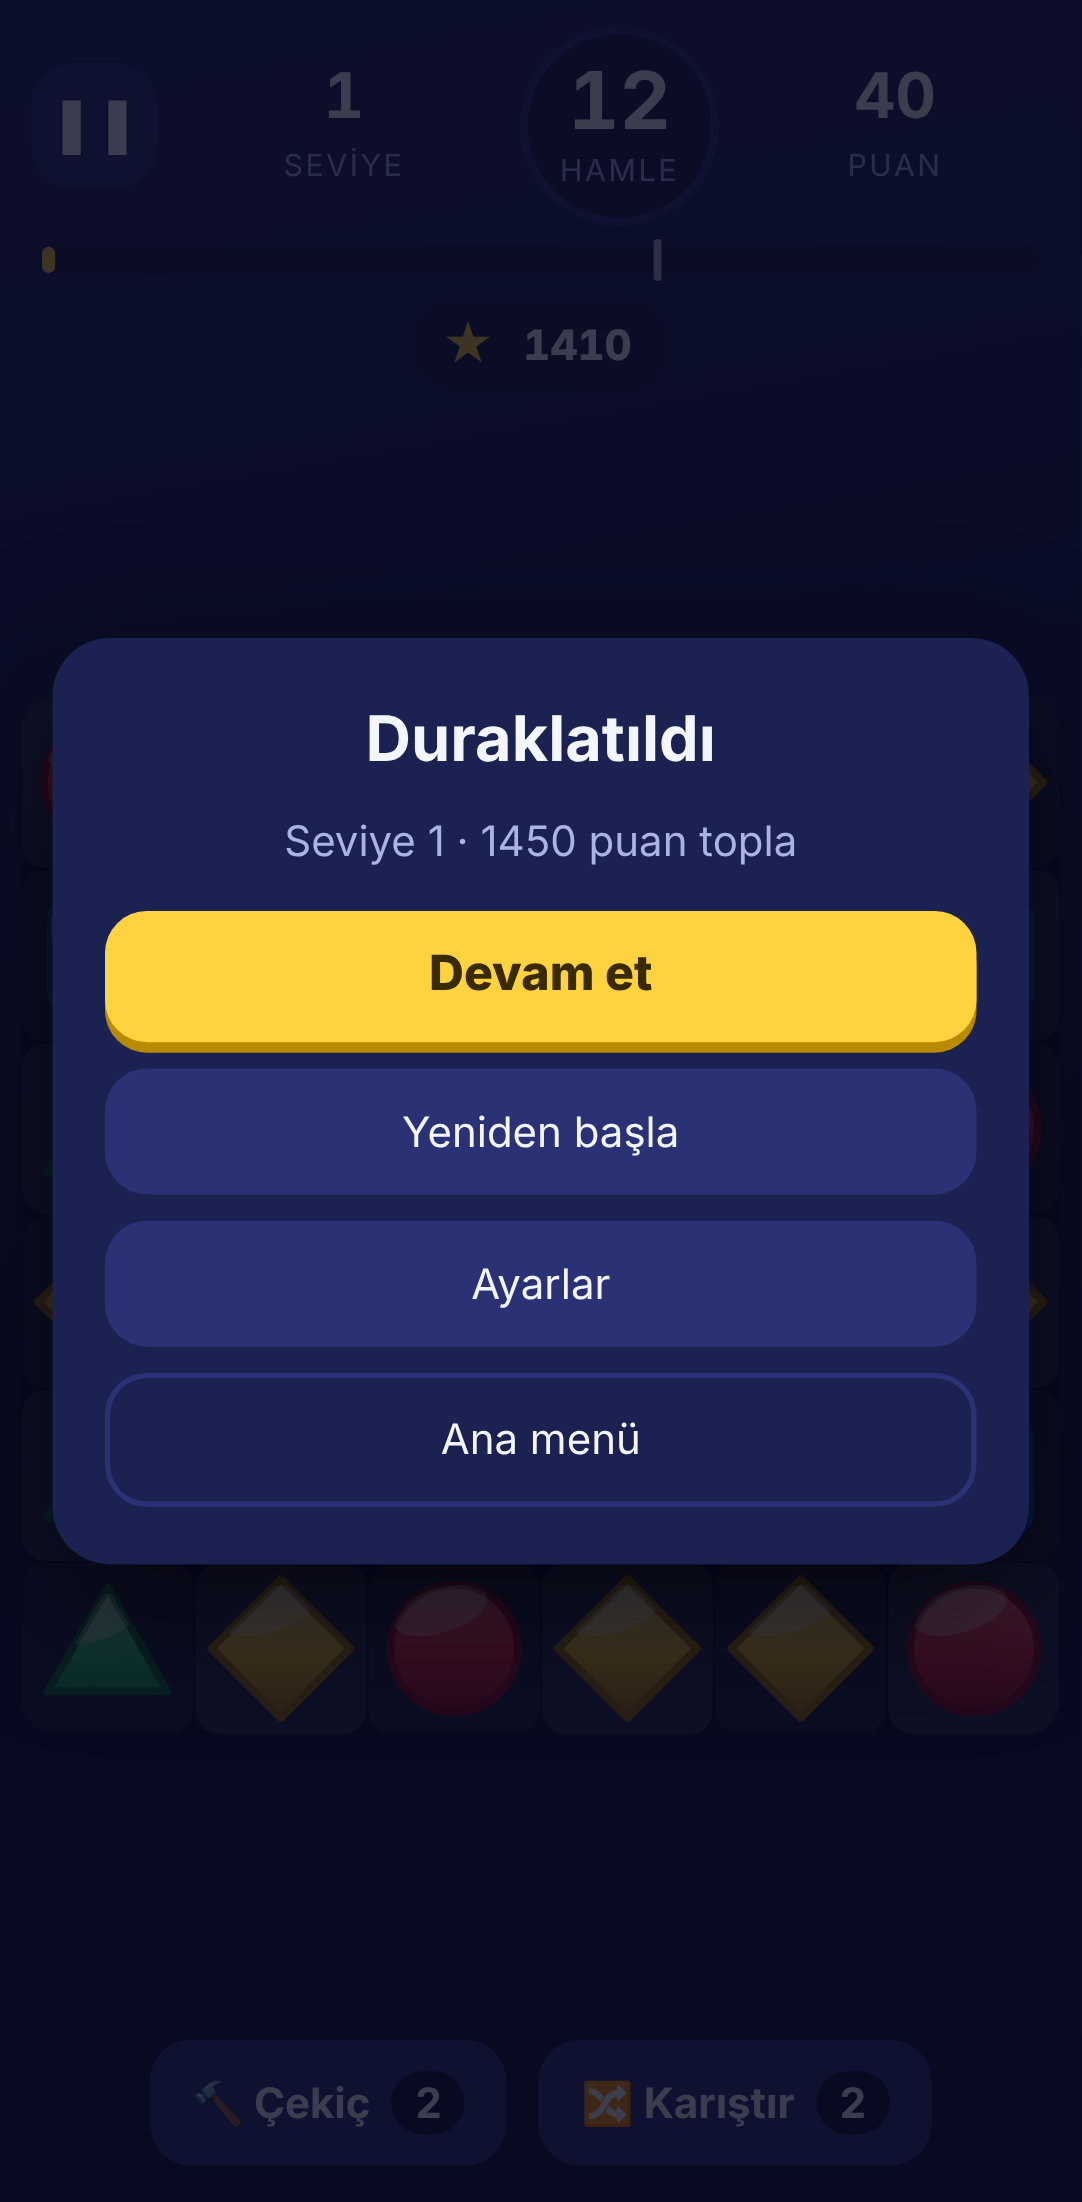 1
SEVİYE
12
HAMLE
40
PUAN
★ 1410
Duraklatıldı
Seviye 1 · 1450 puan topla
Devam et
Yeniden başla
Ayarlar
Ana menü
🔨 Çekiç 2
🔀 Karıştır 2